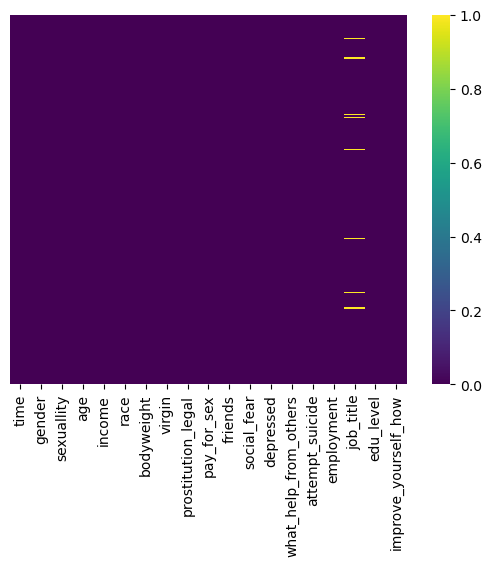 1.0
0.8
0.6
0.4
0.2
0.0
time
gender
sexuallity
age
income
race
bodyweight
virgin
prostitution_legal
pay_for_sex
friends
social_fear
depressed
what_help_from_others
attempt_suicide
employment
job_title
edu_level
improve_yourself_how